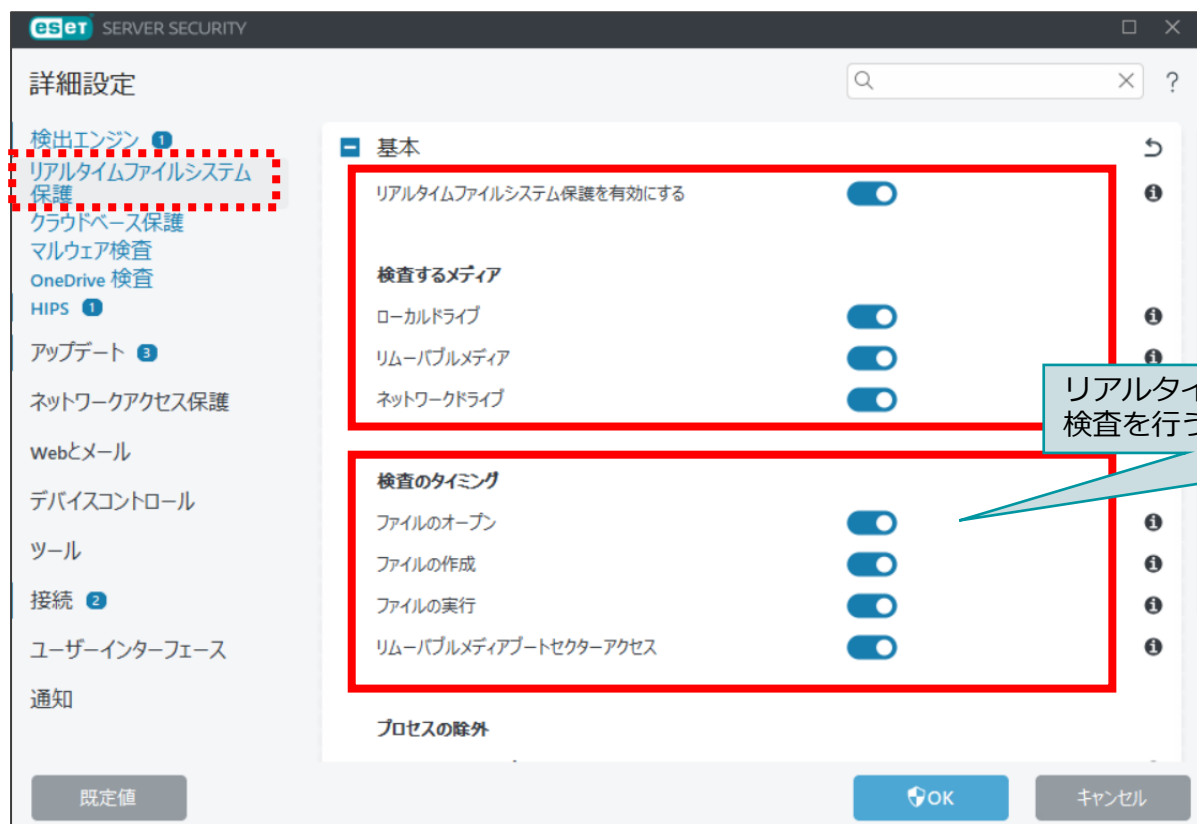 eset SERVER SECURITY
詳細設定
?
検出エンジン 1
リアルタイムファイルシステム
保護
クラウドベース保護
マルウェア検査
OneDrive 検査
HIPS 1
アップデート 3
ネットワークアクセス保護
Webとメール
デバイスコントロール
ツール
接続 2
ユーザーインターフェース
通知
基本
リアルタイムファイルシステム保護を有効にする
検査するメディア
ローカルドライブ
リムーバブルメディア
ネットワークドライブ
リアルタイ
検査を行う
検査のタイミング
ファイルのオープン
ファイルの作成
ファイルの実行
リムーバブルメディアブートセクターアクセス
プロセスの除外
既定値
OK
キャンセル